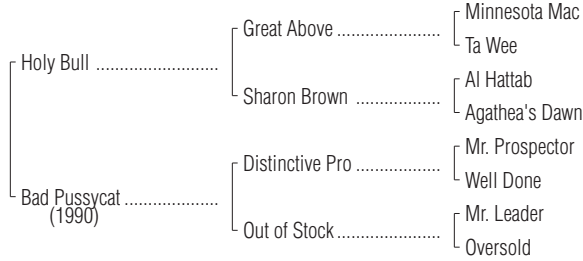 Minnesota Mac
Great Above ......................
Ta Wee
Holy Bull ..........................
Al Hattab
Sharon Brown ..................
Agathea's Dawn
Mr. Prospector
Distinctive Pro ..................
Well Done
Bad Pussycat ....................
(1990)
Mr. Leader
Out of Stock ......................
Oversold